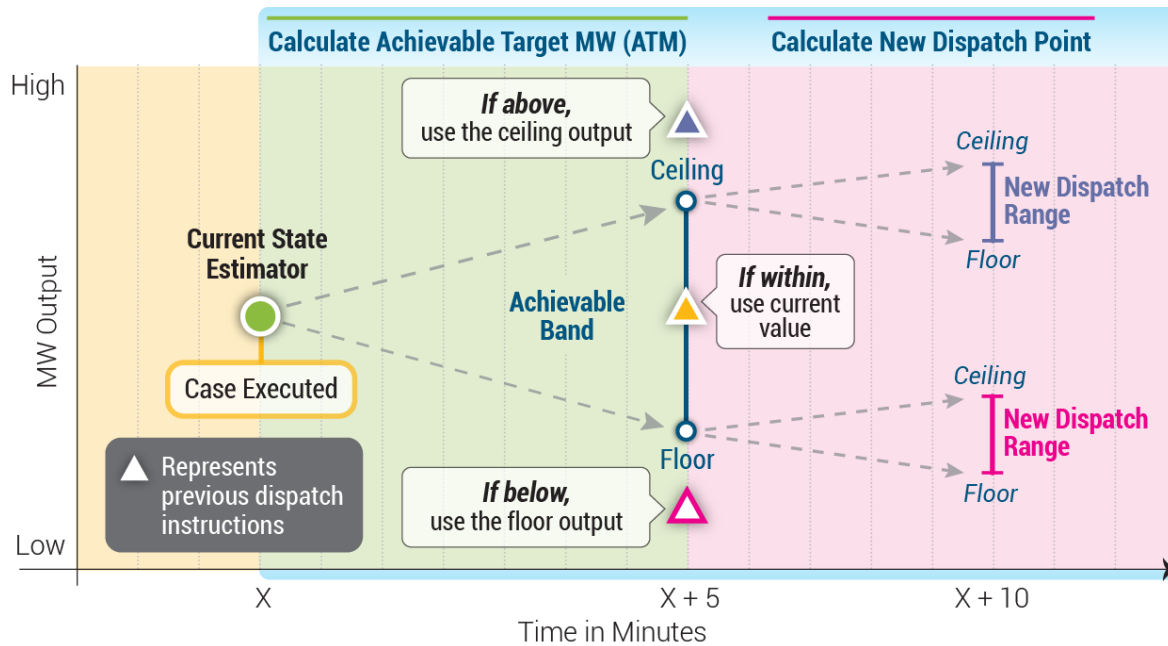 Calculate Achievable Target MW (ATM)
Calculate New Dispatch Point
High
If above,
use the ceiling output
Ceiling
Ceiling
New Dispatch
Range
Floor
Current State
Estimator
MW Output
Achievable
Band
If within,
use current
value
Case Executed
Ceiling
New Dispatch
Range
Floor
Floor
Represents
previous dispatch
instructions
If below,
use the floor output
Low
X
X + 5
X + 10
Time in Minutes